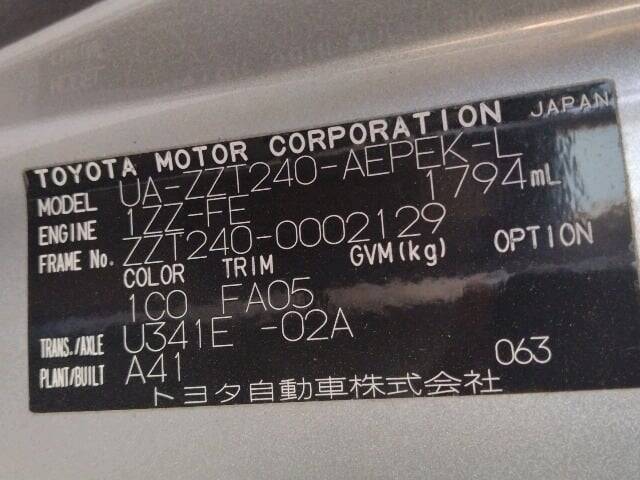 TOYOTA MOTOR CORPORATION JAPAN
MODEL UA-ZZT240-AEPEK-L
ENGINE 1ZZ-FE 1794mL
FRAME No. ZZT240-0002129
COLOR TRIM GVM(kg) OPTION
1C0 FA05
TRANS./AXLE U341E -02A
PLANT/BUILT A41 063
トヨタ自動車株式会社